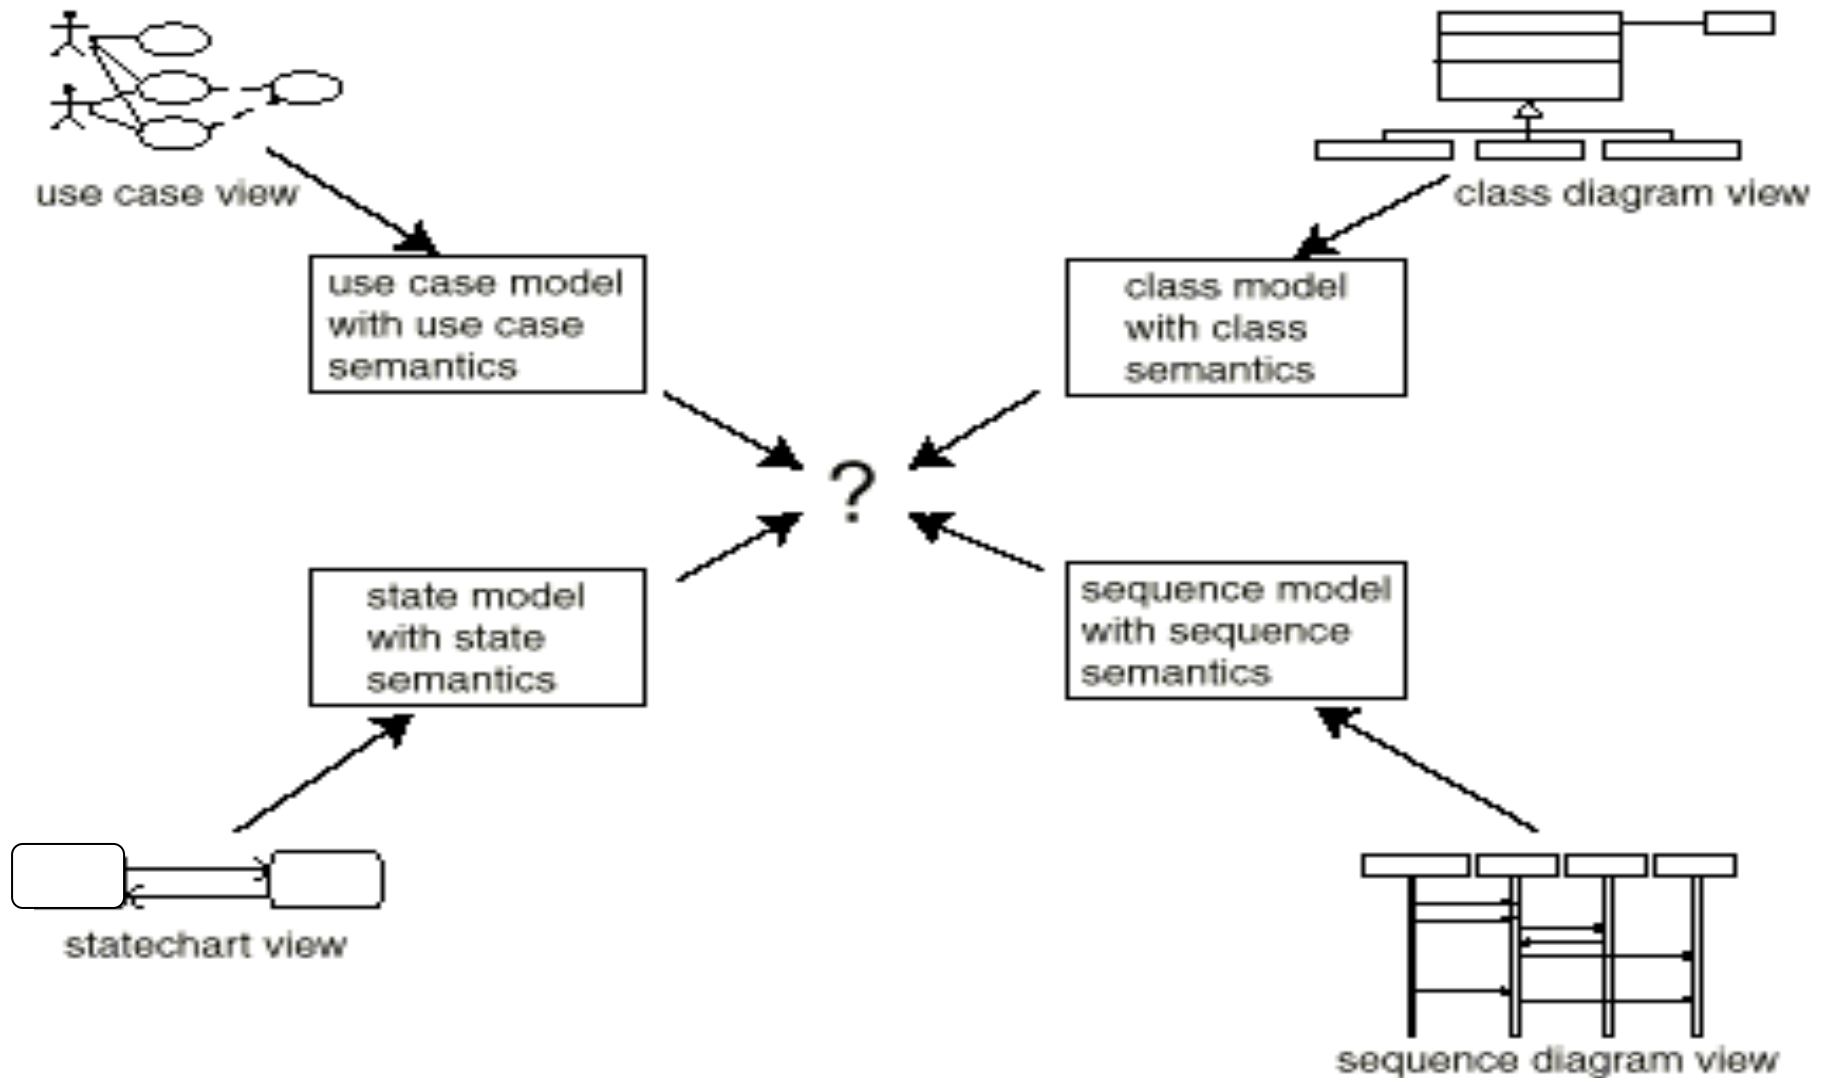 use case view
class diagram view
use case model
with use case
semantics
class model
with class
semantics
?
state model
with state
semantics
sequence model
with sequence
semantics
statechart view
sequence diagram view